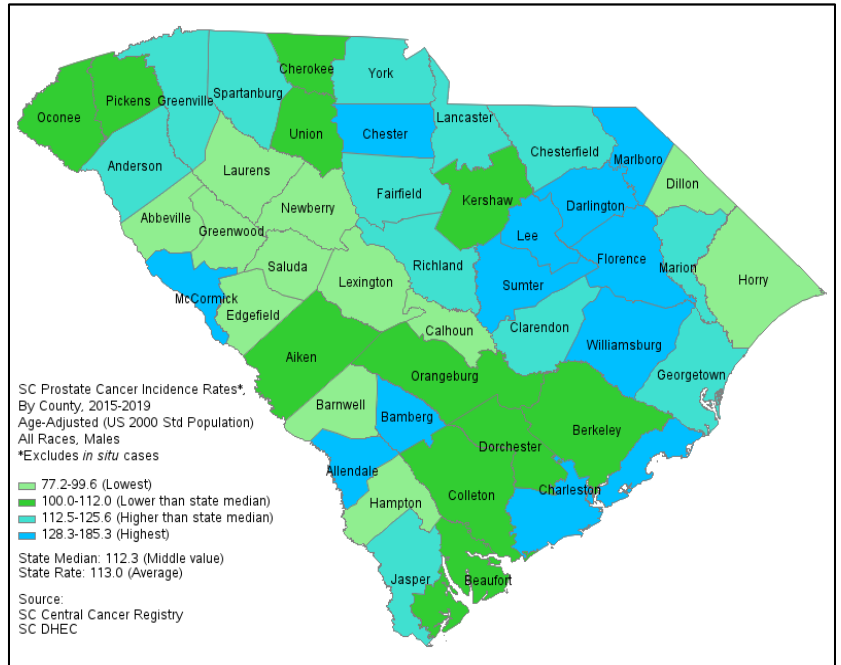 Cherokee
York
Pickens
Spartanburg
Greenville
Oconee
Lancaster
Union
Chester
Chesterfield
Marlboro
Anderson
Laurens
Dillon
Fairfield
Kershaw
Darlington
Newberry
Abbeville
Greenwood
Lee
Florence
Saluda
Richland
Marion
Lexington
Horry
McCormick
Sumter
Edgefield
Calhoun
Clarendon
Williamsburg
Aiken
Georgetown
Orangeburg
SC Prostate Cancer Incidence Rates*,
By County, 2015-2019
Age-Adjusted (US 2000 Std Population)
All Races, Males
*Excludes in situ cases
Barnwell
Bamberg
Berkeley
Dorchester
Allendale
Charleston
Colleton
Hampton
Jasper
Beaufort
77.2-99.6 (Lowest)
100.0-112.0 (Lower than state median)
112.5-125.6 (Higher than state median)
128.3-185.3 (Highest)
State Median: 112.3 (Middle value)
State Rate: 113.0 (Average)
Source:
SC Central Cancer Registry
SC DHEC